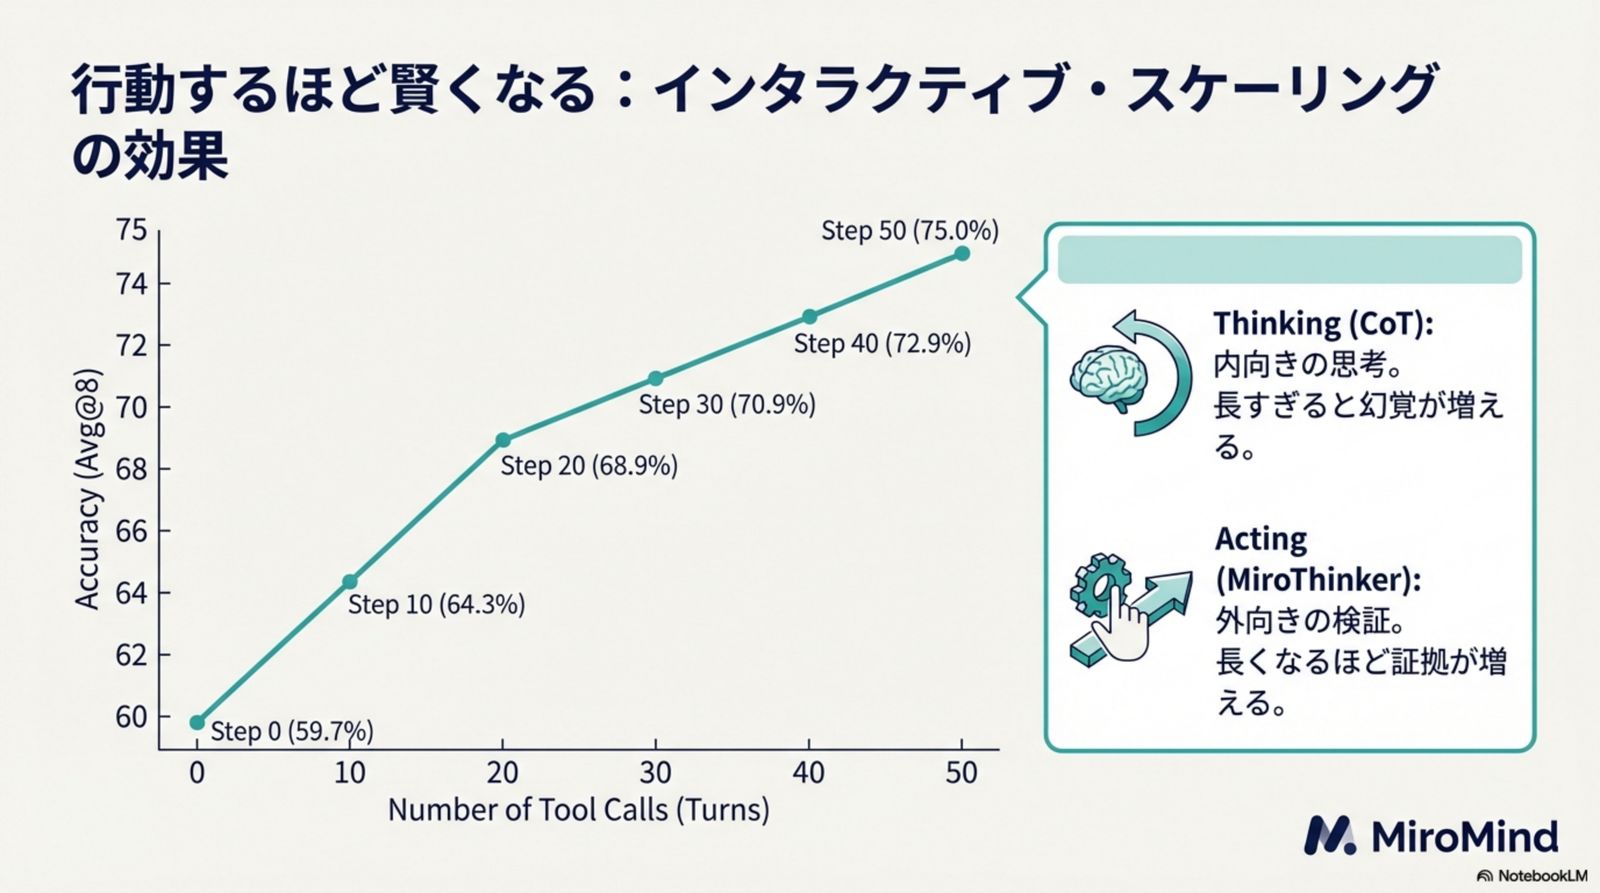 行動するほど賢くなる：インタラクティブ・スケーリング
の効果
75
74
72
70
68
66
64
62
60
Accuracy (Avg@8)
Step 50 (75.0%)
Step 40 (72.9%)
Step 30 (70.9%)
Step 20 (68.9%)
Step 10 (64.3%)
Step 0 (59.7%)
0 10 20 30 40 50
Number of Tool Calls (Turns)
Thinking (CoT):
内向きの思考。
長すぎると幻覚が増え
る。
Acting
(MiroThinker):
外向きの検証。
長くなるほど証拠が増
える。
MiroMind
NotebookLM